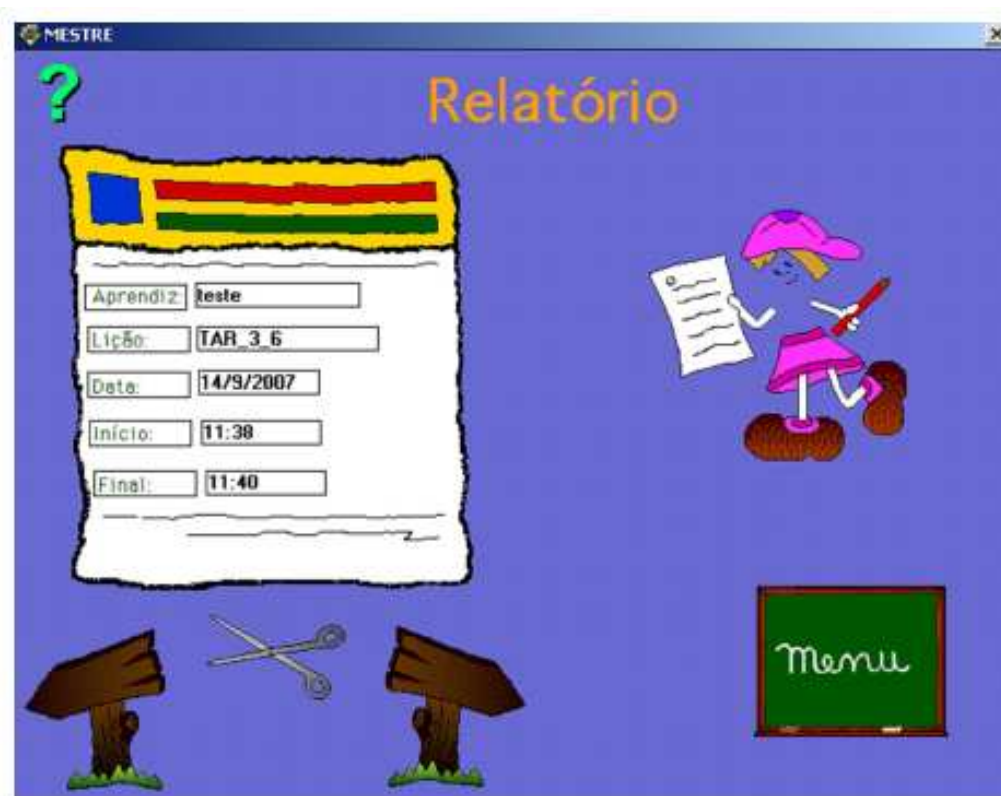 MESTRE
?
Relatório
Aprendiz: teste
Lição: TAR_3_6
Data: 14/9/2007
Início: 11:38
Final: 11:40
Menu